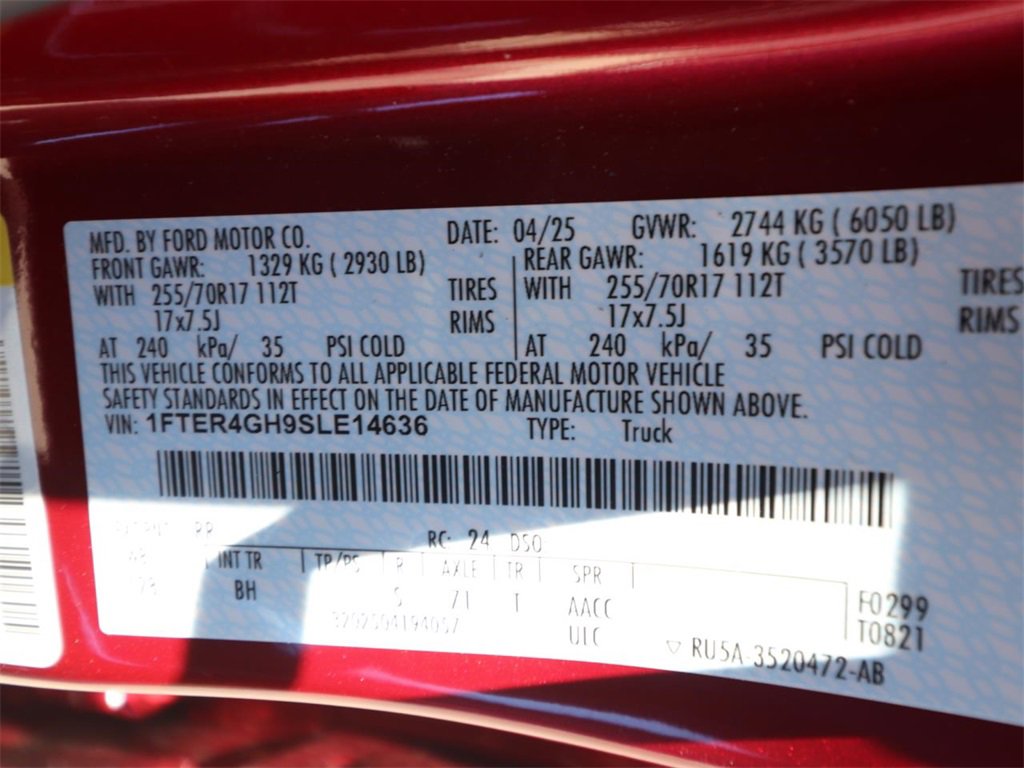 MFD. BY FORD MOTOR CO. DATE: 04/25 GVWR: 2744 KG ( 6050 LB)
FRONT GAWR: 1329 KG ( 2930 LB) REAR GAWR: 1619 KG ( 3570 LB)
WITH 255/70R17 112T TIRES WITH 255/70R17 112T TIRES
17x7.5J RIMS 17x7.5J RIMS
AT 240 kPa/ 35 PSI COLD AT 240 kPa/ 35 PSI COLD
THIS VEHICLE CONFORMS TO ALL APPLICABLE FEDERAL MOTOR VEHICLE
SAFETY STANDARDS IN EFFECT ON THE DATE OF MANUFACTURE SHOWN ABOVE.
VIN: 1FTER4GH9SLE14636 TYPE: Truck
RR RC: 24 DSO:
INT TR TP/PS R AXLE TR SPR
BH S 71 T AACC F0299
UIC T0821
RU5A-3520472-AB